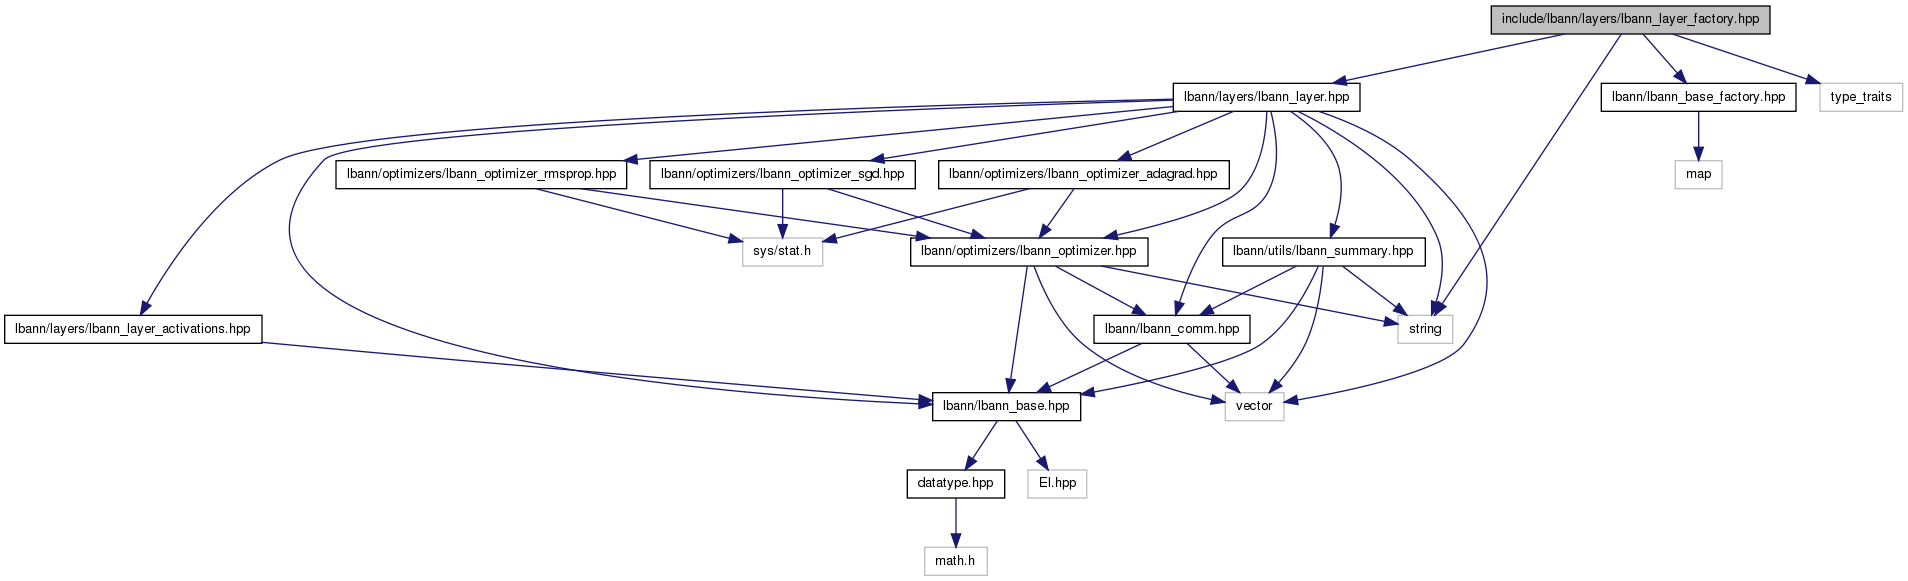 include/lbann/layers/lbann_layer_factory.hpp
lbann/layers/lbann_layer.hpp
lbann/lbann_base_factory.hpp
type_traits
lbann/optimizers/lbann_optimizer_rmsprop.hpp
lbann/optimizers/lbann_optimizer_sgd.hpp
lbann/optimizers/lbann_optimizer_adagrad.hpp
map
sys/stat.h
lbann/optimizers/lbann_optimizer.hpp
lbann/utils/lbann_summary.hpp
lbann/layers/lbann_layer_activations.hpp
lbann/lbann_comm.hpp
string
lbann/lbann_base.hpp
vector
datatype.hpp
El.hpp
math.h